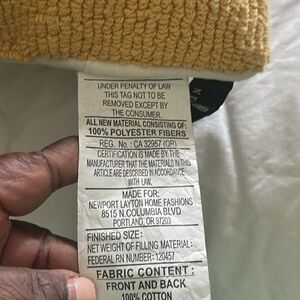 UNDER PENALTY OF LAW
THIS TAG NOT TO BE
REMOVED EXCEPT BY
THE CONSUMER.
ALL NEW MATERIAL CONSISTING OF:
100% POLYESTER FIBERS
REG. No.: CA 32957 (OR)
CERTIFICATION IS MADE BY THE
MANUFACTURER THAT THE MATERIALS IN THIS
ARTICLE ARE DESCRIBED IN ACCORDANCE
WITH LAW.
MADE FOR:
NEWPORT LAYTON HOME FASHIONS
8515 N.COLUMBIA BLVD
PORTLAND, OR 97203
FINISHED SIZE:
NET WEIGHT OF FILLING MATERIAL:
FEDERAL RN NUMBER: 120457
FABRIC CONTENT:
FRONT AND BACK
100% COTTON